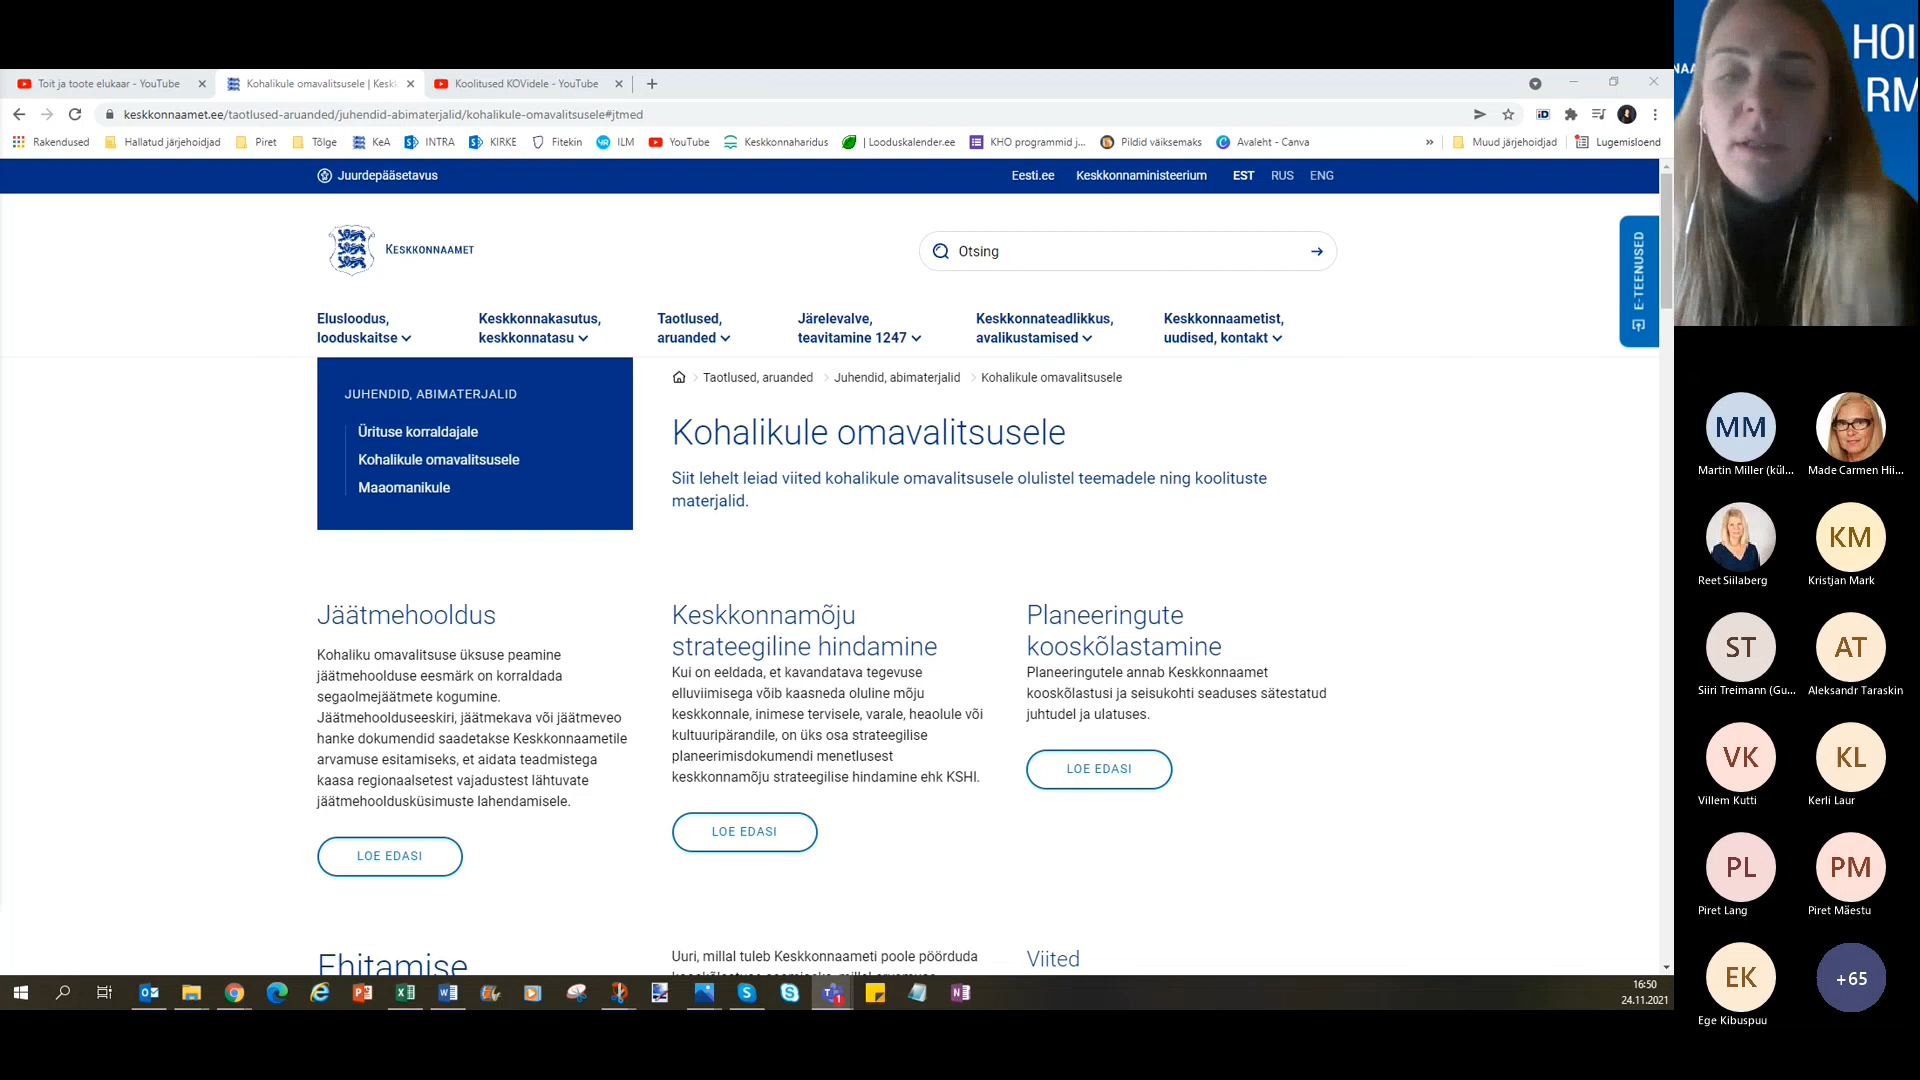 Toit ja toote elukaar - YouTube
Kohalikule omavalitsusele | Kesk
Koolitused KOVidele - YouTube
keskkonnaamet.ee/taotlused-aruanded/juhendid-abimaterjalid/kohalikule-omavalitsusele#jtmed
Rakendused
Hallatud järjehoidjad
Piret
Tõlge
KeA
INTRA
KIRKE
Fitekin
ILM
YouTube
Keskkonnaharidus
| Looduskalender.ee
KHO programmid j...
Pildid väiksemaks
Avaleht - Canva
»
Muud järjehoidjad
Lugemisloend
Juurdepääsetavus
Eesti.ee
Keskkonnaministeerium
EST
RUS
ENG
KESKKONNAAMET
Otsing
E-TEENUSED
Elusloodus,
looduskaitse
Keskkonnakasutus,
keskkonnatasu
Taotlused,
aruanded
Järelevalve,
teavitamine 1247
Keskkonnateadlikkus,
avalikustamised
Keskkonnaametist,
uudised, kontakt
JUHENDID, ABIMATERJALID
Ürituse korraldajale
Kohalikule omavalitsusele
Maaomanikule
Taotlused, aruanded
Juhendid, abimaterjalid
Kohalikule omavalitsusele
Kohalikule omavalitsusele
Siit lehelt leiad viited kohalikule omavalitsusele olulistel teemadele ning koolituste
materjalid.
Jäätmehooldus
Kohaliku omavalitsuse üksuse peamine
jäätmehoolduse eesmärk on korraldada
segaolmejäätmete kogumine.
Jäätmehoolduseeskiri, jäätmekava või jäätmeveo
hanke dokumendid saadetakse Keskkonnaametile
arvamuse esitamiseks, et aidata teadmistega
kaasa regionaalsetest vajadustest lähtuvate
jäätmehooldusküsimuste lahendamisele.
LOE EDASI
Keskkonnamõju
strateegiline hindamine
Kui on eeldada, et kavandatava tegevuse
elluviimisega võib kaasneda oluline mõju
keskkonnale, inimese tervisele, varale, heaolule või
kultuuripärandile, on üks osa strateegilise
planeerimisdokumendi menetlusest
keskkonnamõju strateegilise hindamine ehk KSHI.
LOE EDASI
Planeeringute
kooskõlastamine
Planeeringutele annab Keskkonnaamet
kooskõlastusi ja seisukohti seaduses sätestatud
juhtudel ja ulatuses.
LOE EDASI
Ehitamise
Uuri, millal tuleb Keskkonnaameti poole pöörduda
Viited
16:50
24.11.2021
HOI
RM
NAA
MM
Martin Miller (kül...
Made Carmen Hii...
Reet Siilaberg
KM
Kristjan Mark
ST
Siiri Treimann (Gu...
AT
Aleksandr Taraskin
VK
Villem Kutti
KL
Kerli Laur
PL
Piret Lang
PM
Piret Mäestu
EK
Ege Kibuspuu
+65